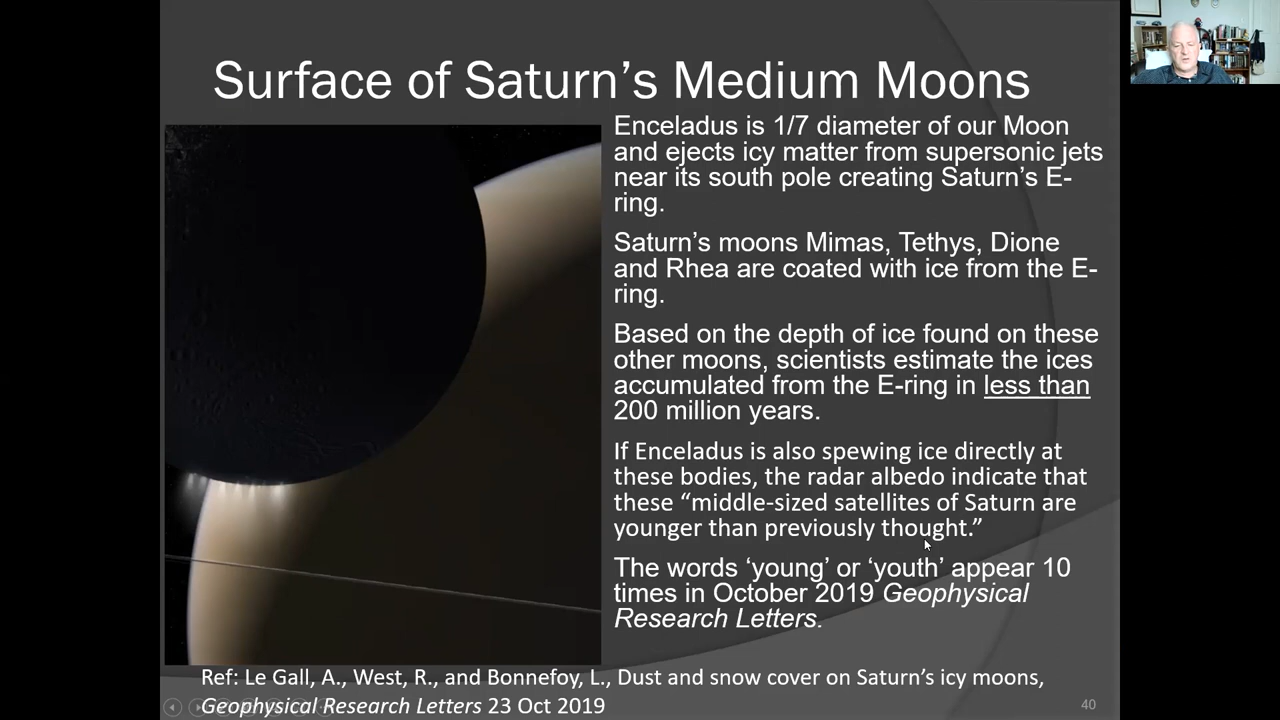 Surface of Saturn’s Medium Moons
Enceladus is 1/7 diameter of our Moon
and ejects icy matter from supersonic jets
near its south pole creating Saturn’s E-
ring.
Saturn’s moons Mimas, Tethys, Dione
and Rhea are coated with ice from the E-
ring.
Based on the depth of ice found on these
other moons, scientists estimate the ices
accumulated from the E-ring in less than
200 million years.
If Enceladus is also spewing ice directly at
these bodies, the radar albedo indicate that
these “middle-sized satellites of Saturn are
younger than previously thought.”
The words ‘young’ or ‘youth’ appear 10
times in October 2019 Geophysical
Research Letters.
Ref: Le Gall, A., West, R., and Bonnefoy, L., Dust and snow cover on Saturn’s icy moons,
Geophysical Research Letters 23 Oct 2019
40